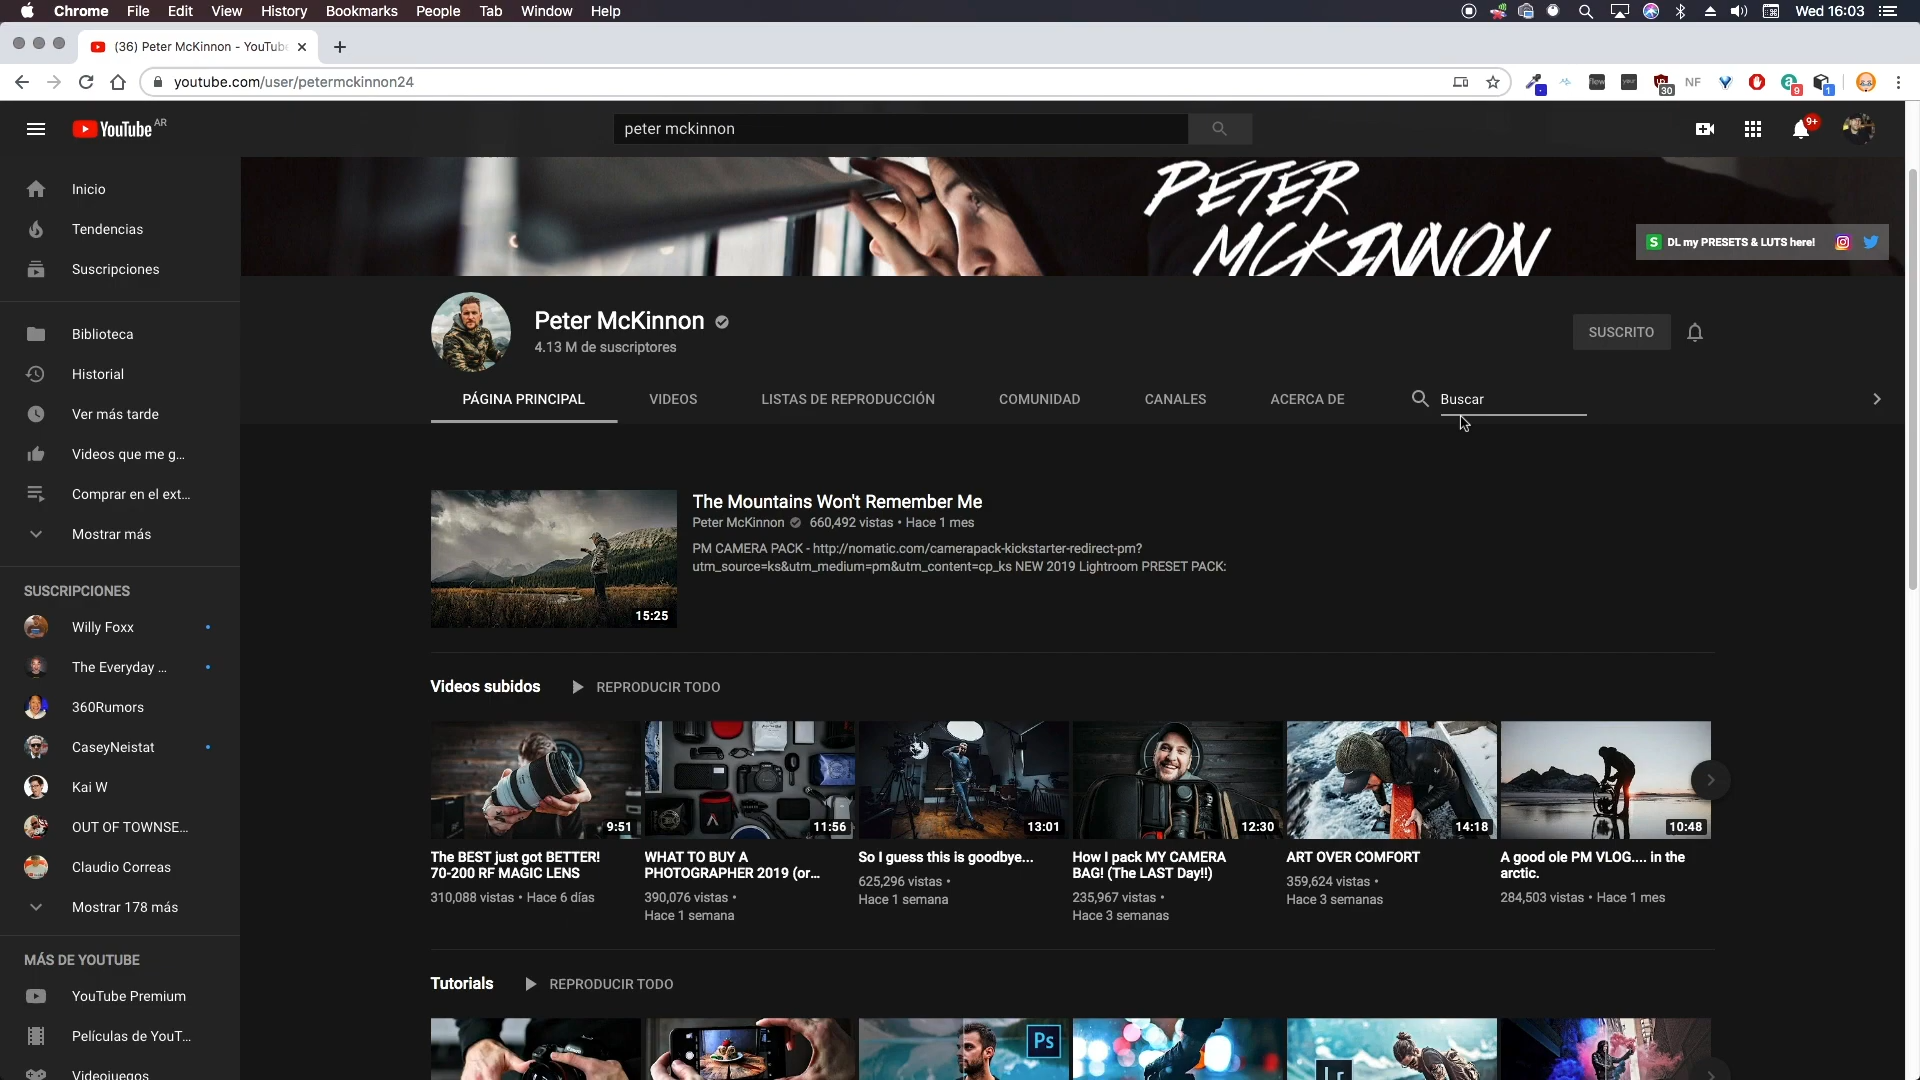 Chrome File Edit View History Bookmarks People Tab Window Help
Wed 16:03
(36) Peter McKinnon - YouTube
youtube.com/user/petermckinnon24
30
NF
9
1
YouTube AR
peter mckinnon
9+
Inicio
Tendencias
Suscripciones
Biblioteca
Historial
Ver más tarde
Videos que me g...
Comprar en el ext...
Mostrar más
SUSCRIPCIONES
Willy Foxx
The Everyday ...
360Rumors
CaseyNeistat
Kai W
OUT OF TOWNSE...
Claudio Correas
Mostrar 178 más
MÁS DE YOUTUBE
YouTube Premium
Películas de YouT...
Videojuegos
PETER
MCKINNON
S DL my PRESETS & LUTS here!
Peter McKinnon
4.13 M de suscriptores
SUSCRITO
PÁGINA PRINCIPAL VIDEOS LISTAS DE REPRODUCCIÓN COMUNIDAD CANALES ACERCA DE Buscar
15:25
The Mountains Won't Remember Me
Peter McKinnon 660,492 vistas • Hace 1 mes
PM CAMERA PACK - http://nomatic.com/camerapack-kickstarter-redirect-pm?
utm_source=ks&utm_medium=pm&utm_content=cp_ks NEW 2019 Lightroom PRESET PACK:
Videos subidos REPRODUCIR TODO
9:51
The BEST just got BETTER!
70-200 RF MAGIC LENS
310,088 vistas • Hace 6 días
11:56
WHAT TO BUY A
PHOTOGRAPHER 2019 (or...
390,076 vistas •
Hace 1 semana
13:01
So I guess this is goodbye...
625,296 vistas •
Hace 1 semana
12:30
How I pack MY CAMERA
BAG! (The LAST Day!!)
235,967 vistas •
Hace 3 semanas
14:18
ART OVER COMFORT
359,624 vistas •
Hace 3 semanas
10:48
A good ole PM VLOG.... in the
arctic.
284,503 vistas • Hace 1 mes
Tutorials REPRODUCIR TODO
Ps
Lr